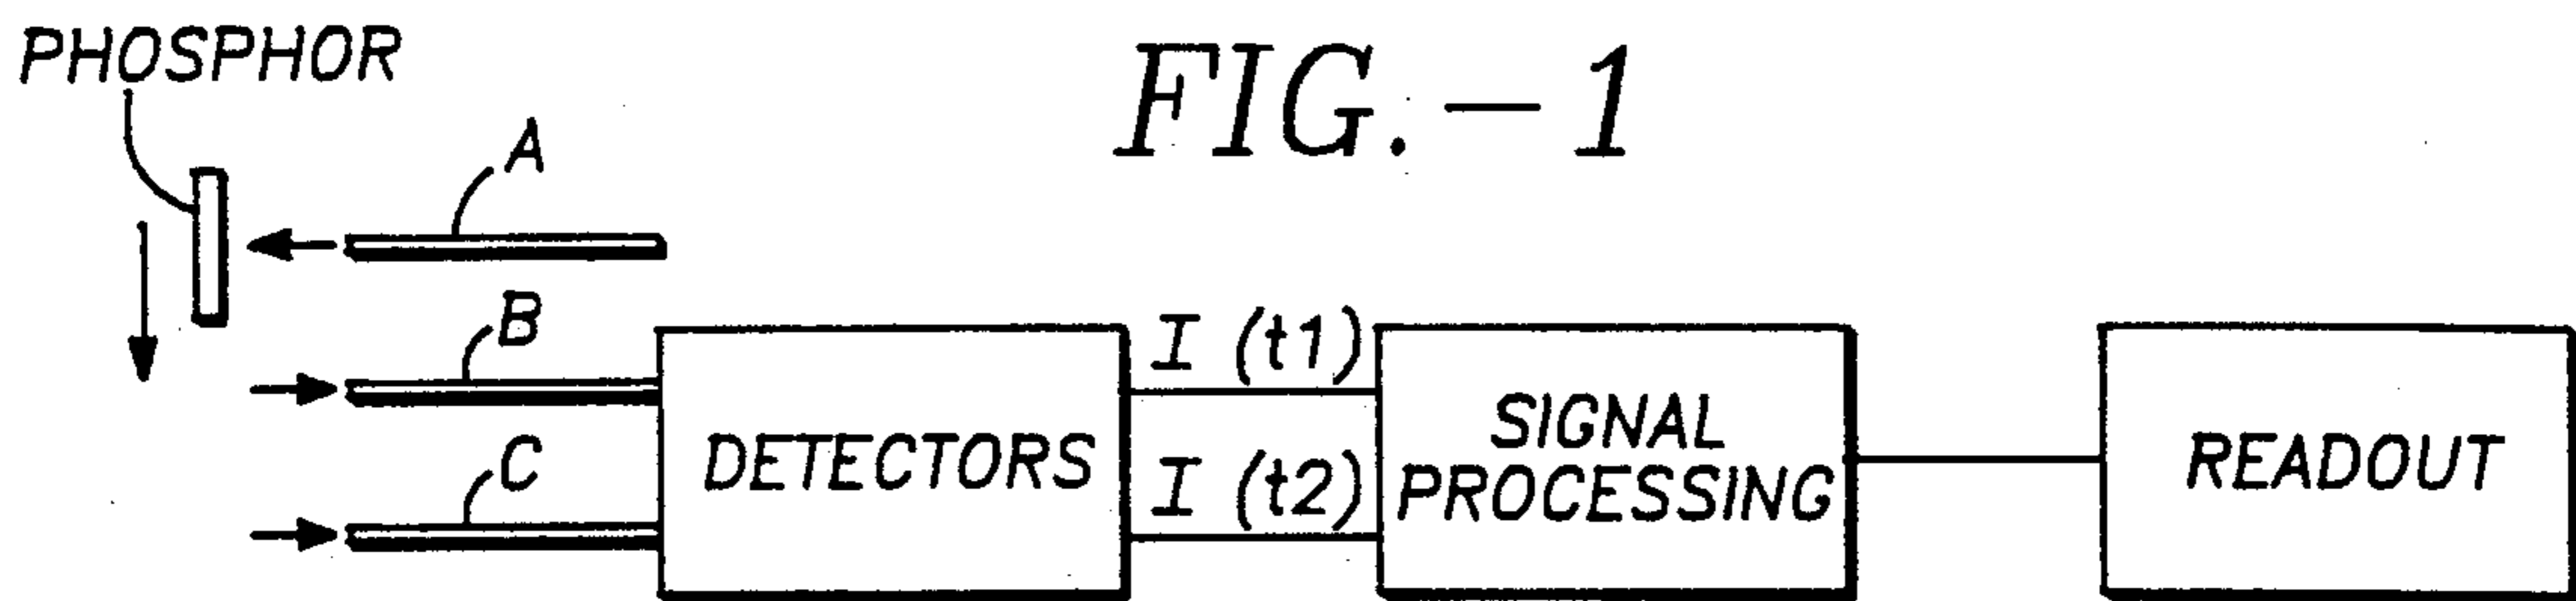 PHOSPHOR
FIG.-1
A
B
C
DETECTORS
I (t1)
I (t2)
SIGNAL
PROCESSING
READOUT